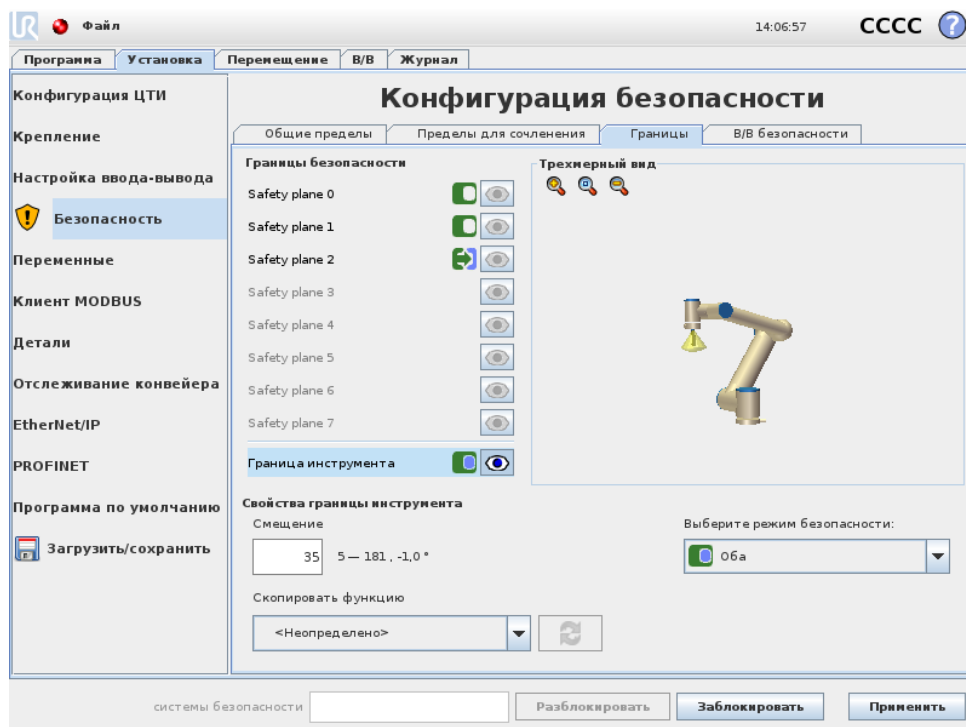 UR Файл 14:06:57 CCCC ?
Программа Установка Перемещение В/В Журнал
Конфигурация ЦТИ
Крепление
Настройка ввода-вывода
Безопасность
Переменные
Клиент MODBUS
Детали
Отслеживание конвейера
EtherNet/IP
PROFINET
Программа по умолчанию
Загрузить/сохранить
Конфигурация безопасности
Общие пределы Пределы для сочленения Границы В/В безопасности
Границы безопасности
Safety plane 0
Safety plane 1
Safety plane 2
Safety plane 3
Safety plane 4
Safety plane 5
Safety plane 6
Safety plane 7
Граница инструмента
Трехмерный вид
Свойства границы инструмента
Смещение
35 5 — 181 , -1,0 °
Скопировать функцию
<Неопределено>
Выберите режим безопасности:
Оба
системы безопасности Разблокировать Заблокировать Применить